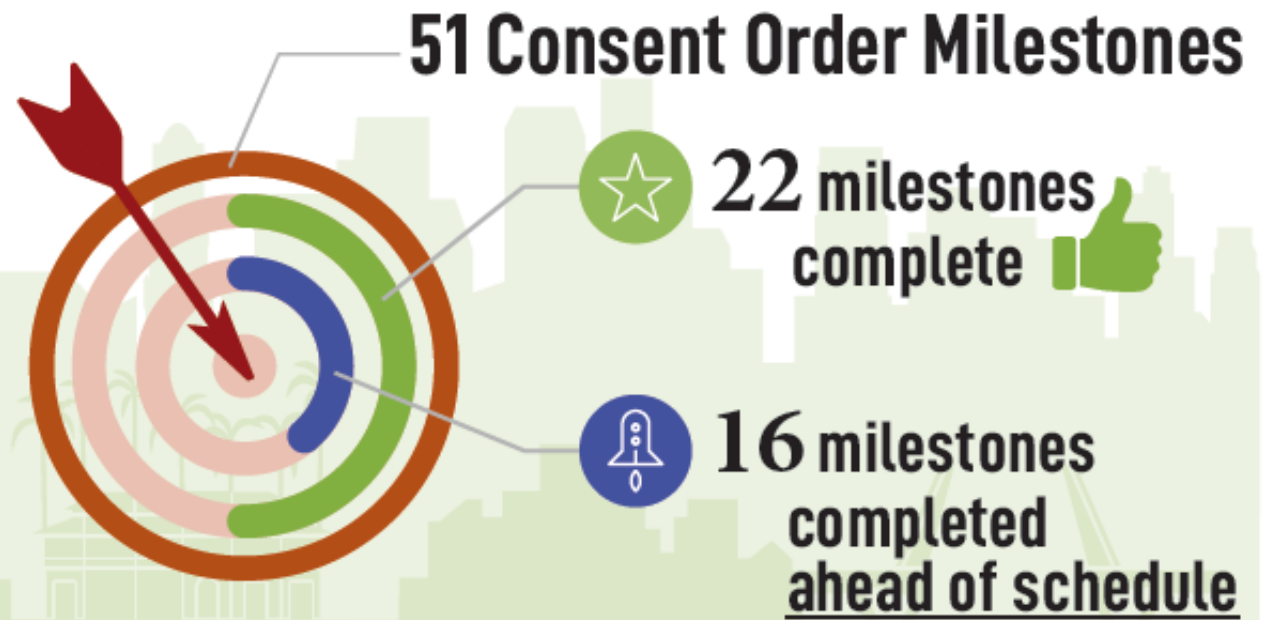 51 Consent Order Milestones
22 milestones
complete
16 milestones
completed
ahead of schedule